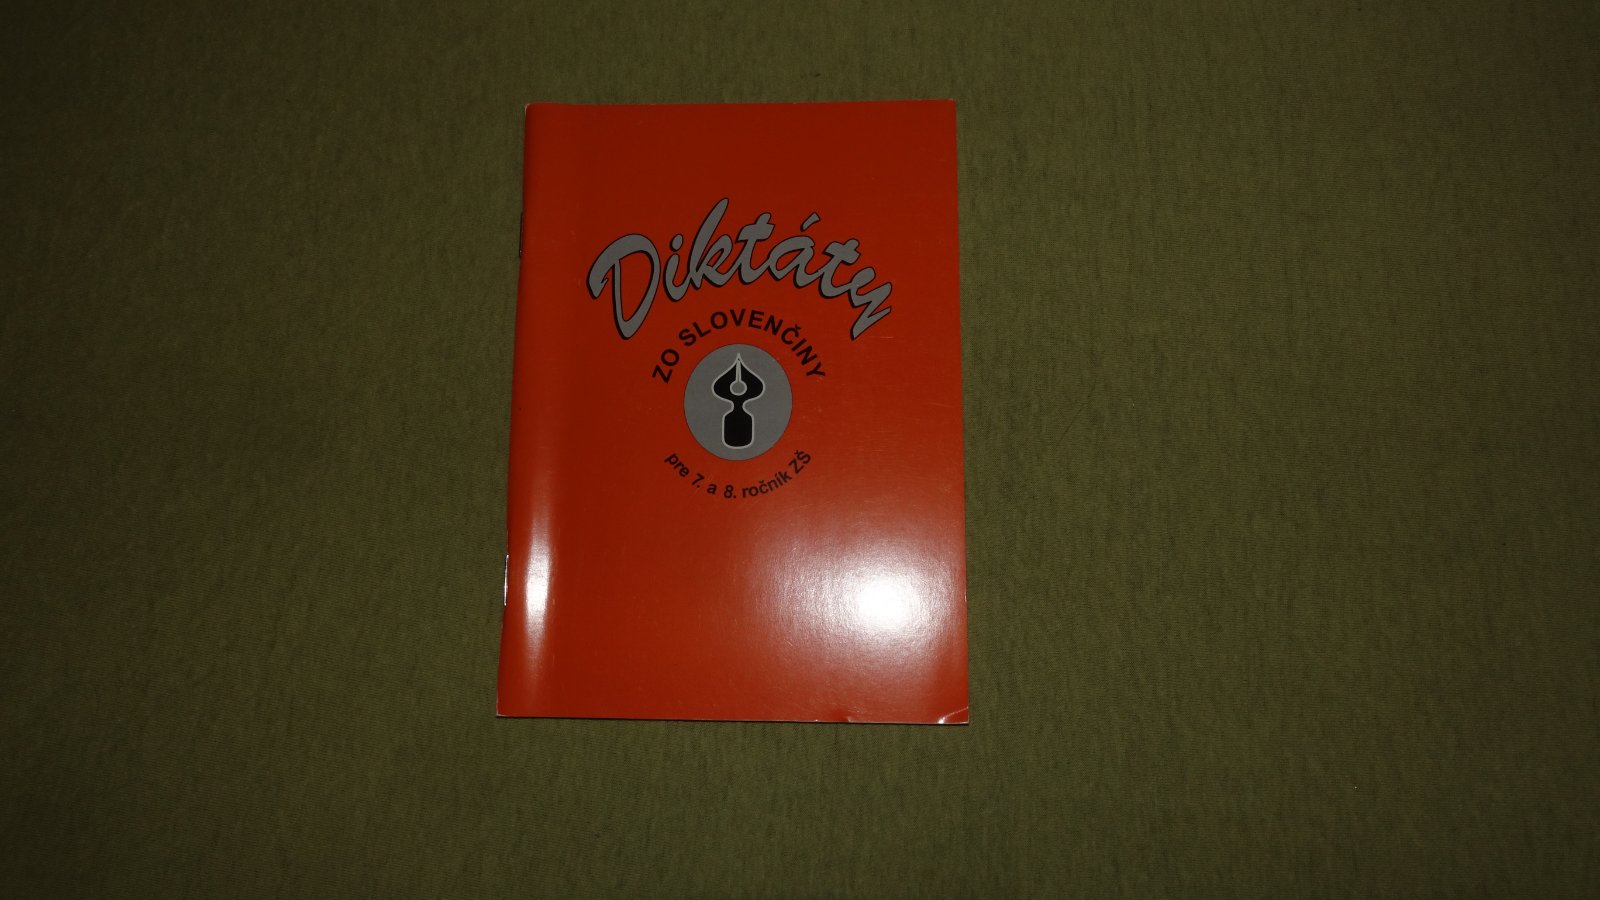 Diktáty
ZO SLOVENČINY
pre 7. a 8. ročník ZŠ